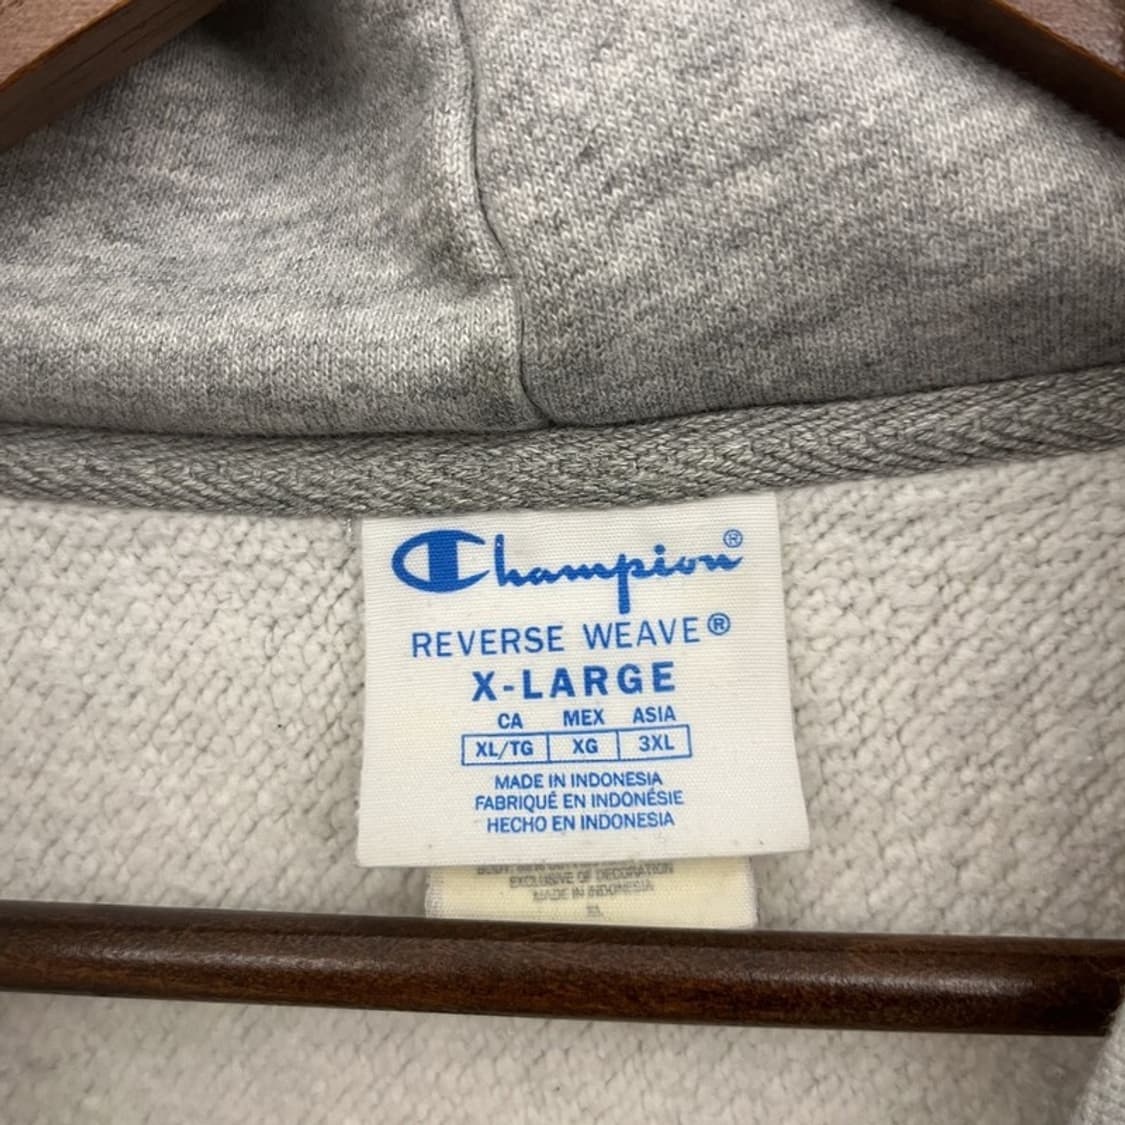 Champion®
REVERSE WEAVE®
X-LARGE
CA MEX ASIA
XL/TG XG 3XL
MADE IN INDONESIA
FABRIQUÉ EN INDONÉSIE
HECHO EN INDONESIA
EXCLUSIVE OF DECORATION
MADE IN INDONESIA
XL